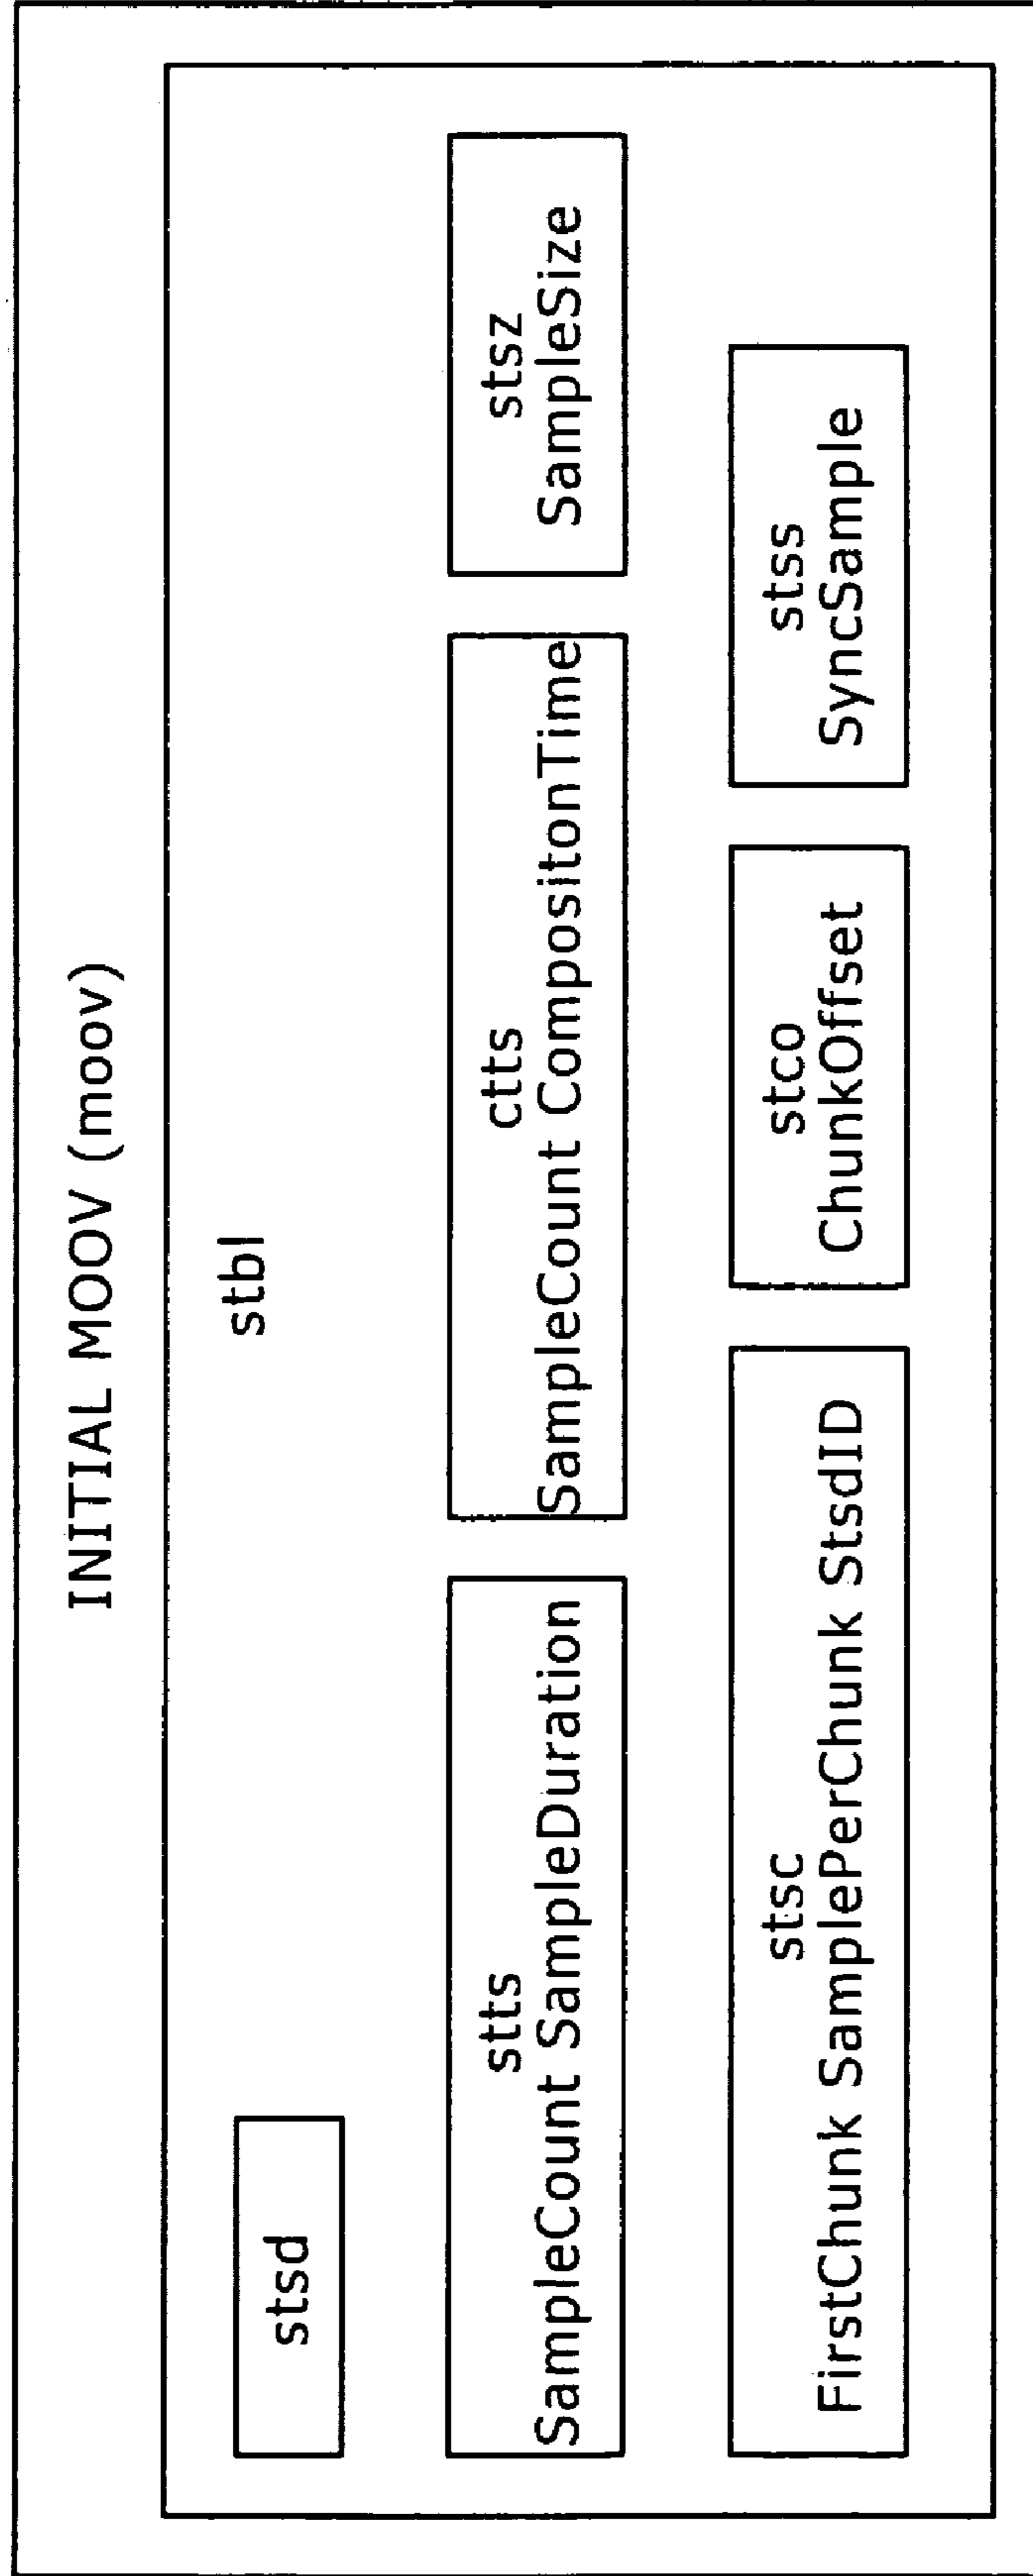 INITIAL MOOV (moov)
stbl
stsd
stts
SampleCount SampleDuration
ctts
SampleCount CompositonTime
stsz
SampleSize
stsc
FirstChunk SamplePerChunk StsdID
stco
ChunkOffset
stss
SyncSample